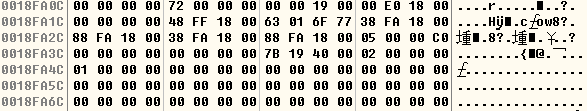 0018FA0C 00 00 00 00 72 00 00 00 00 00 19 00 00 E0 18 00 ....r.....■..?.
0018FA1C 00 00 00 00 48 FF 18 00 63 01 6F 77 38 FA 18 00
0018FA2C 88 FA 18 00 38 FA 18 00 88 FA 18 00 05 00 00 C0
0018FA3C 00 00 00 00 00 00 00 00 7B 19 40 00 02 00 00 00
0018FA4C 01 00 00 00 00 00 00 00 00 00 00 00 00 00 00 00
0018FA5C 00 00 00 00 00 00 00 00 00 00 00 00 00 00 00 00 ................
0018FA6C 00 00 00 00 00 00 00 00 00 00 00 00 00 00 00 00 ................